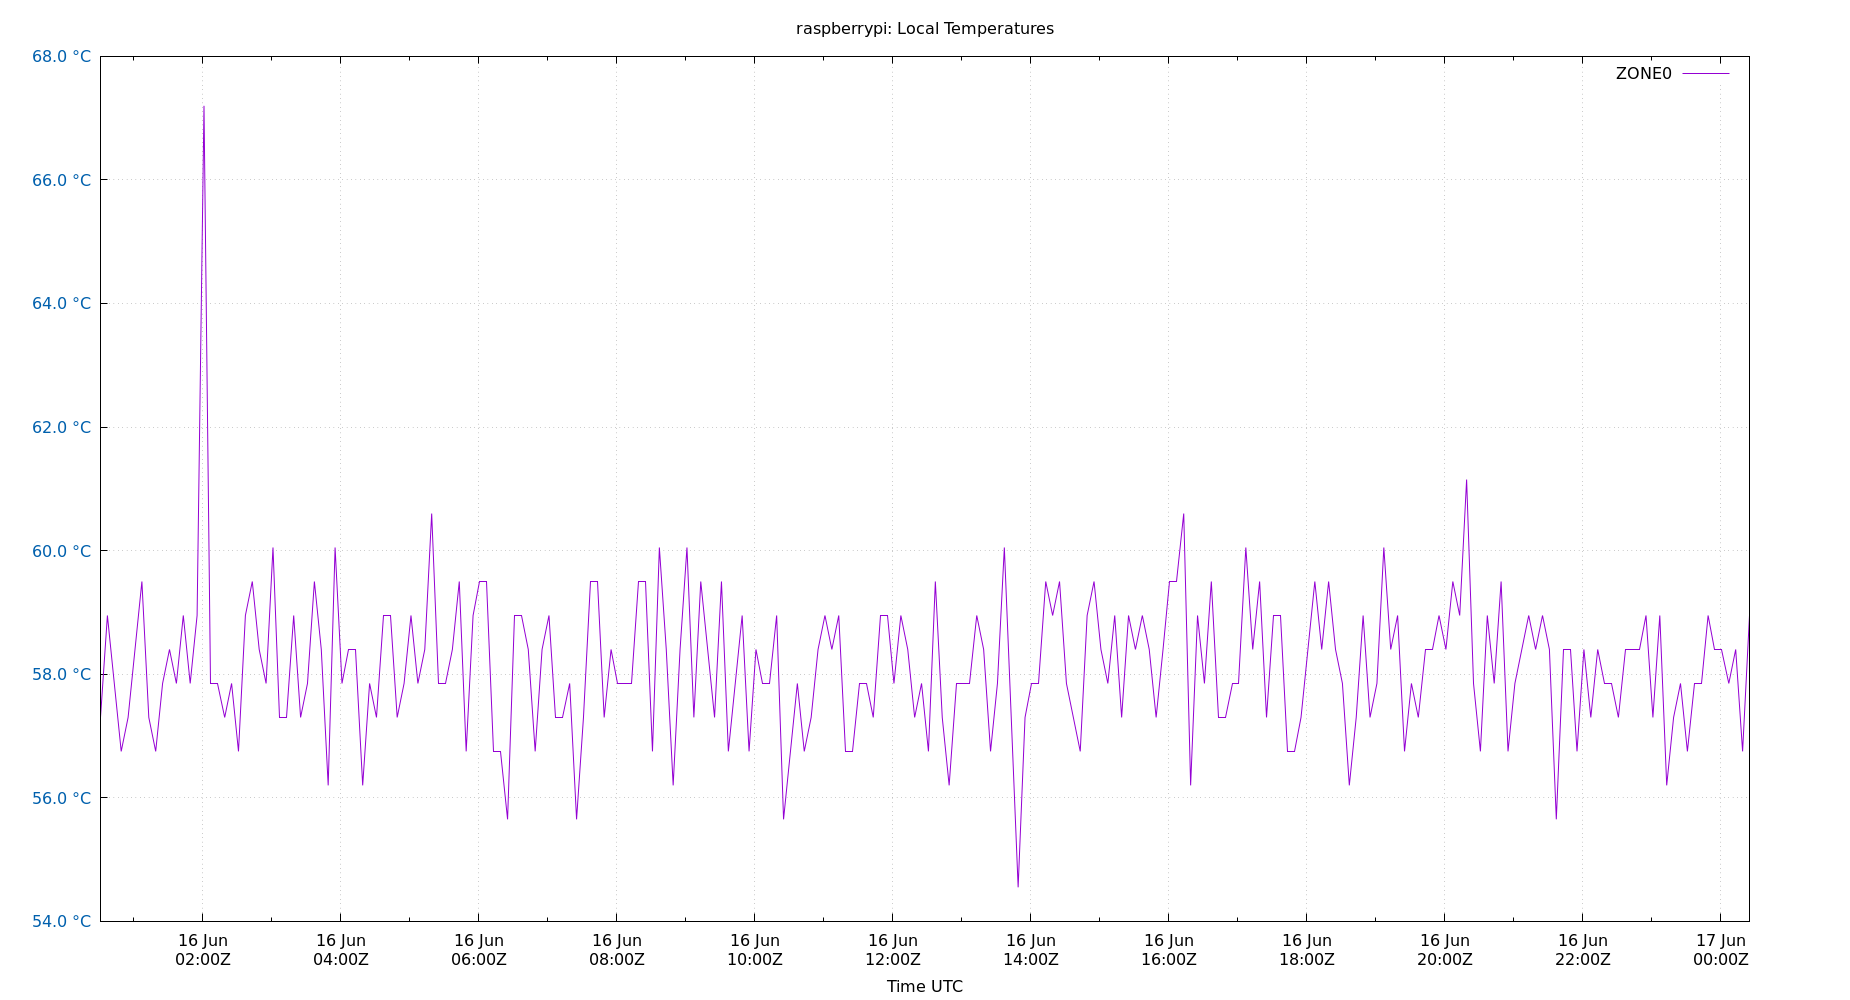 raspberrypi: Local Temperatures
68.0 °C
ZONE0
66.0 °C
64.0 °C
62.0 °C
60.0 °C
58.0 °C
56.0 °C
54.0 °C
16 Jun 16 Jun 16 Jun 16 Jun 16 Jun 16 Jun 16 Jun 16 Jun 16 Jun 16 Jun 16 Jun 17 Jun
02:00Z 04:00Z 06:00Z 08:00Z 10:00Z 12:00Z 14:00Z 16:00Z 18:00Z 20:00Z 22:00Z 00:00Z
Time UTC